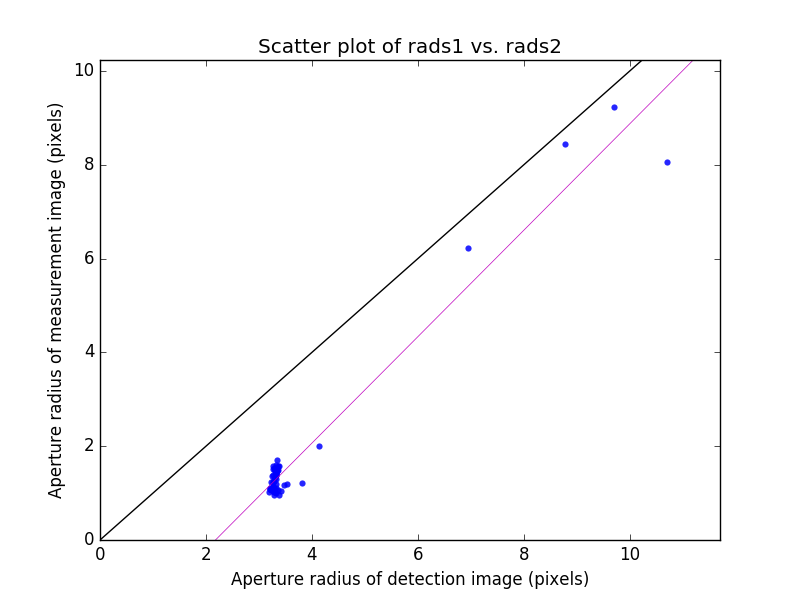 Scatter plot of rads1 vs. rads2
Aperture radius of measurement image (pixels)
10
8
6
4
2
0
0 2 4 6 8 10
Aperture radius of detection image (pixels)